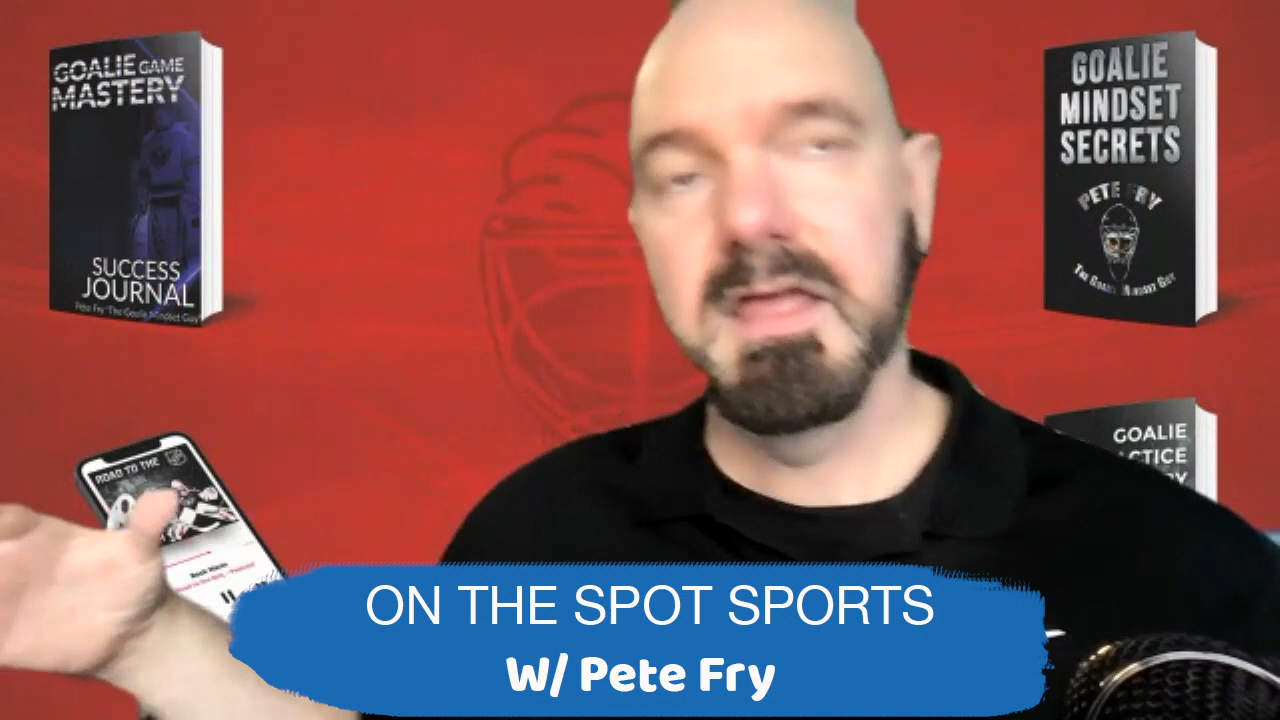 GOALIE GAME
MASTERY
SUCCESS
JOURNAL
Pete Fry "The Goalie Mindset Guy"
GOALIE
MINDSET
SECRETS
PETE FRY
THE GOALIE MINDSET GUY
ROAD TO THE
GOALIE
ON THE SPOT SPORTS
W/ Pete Fry